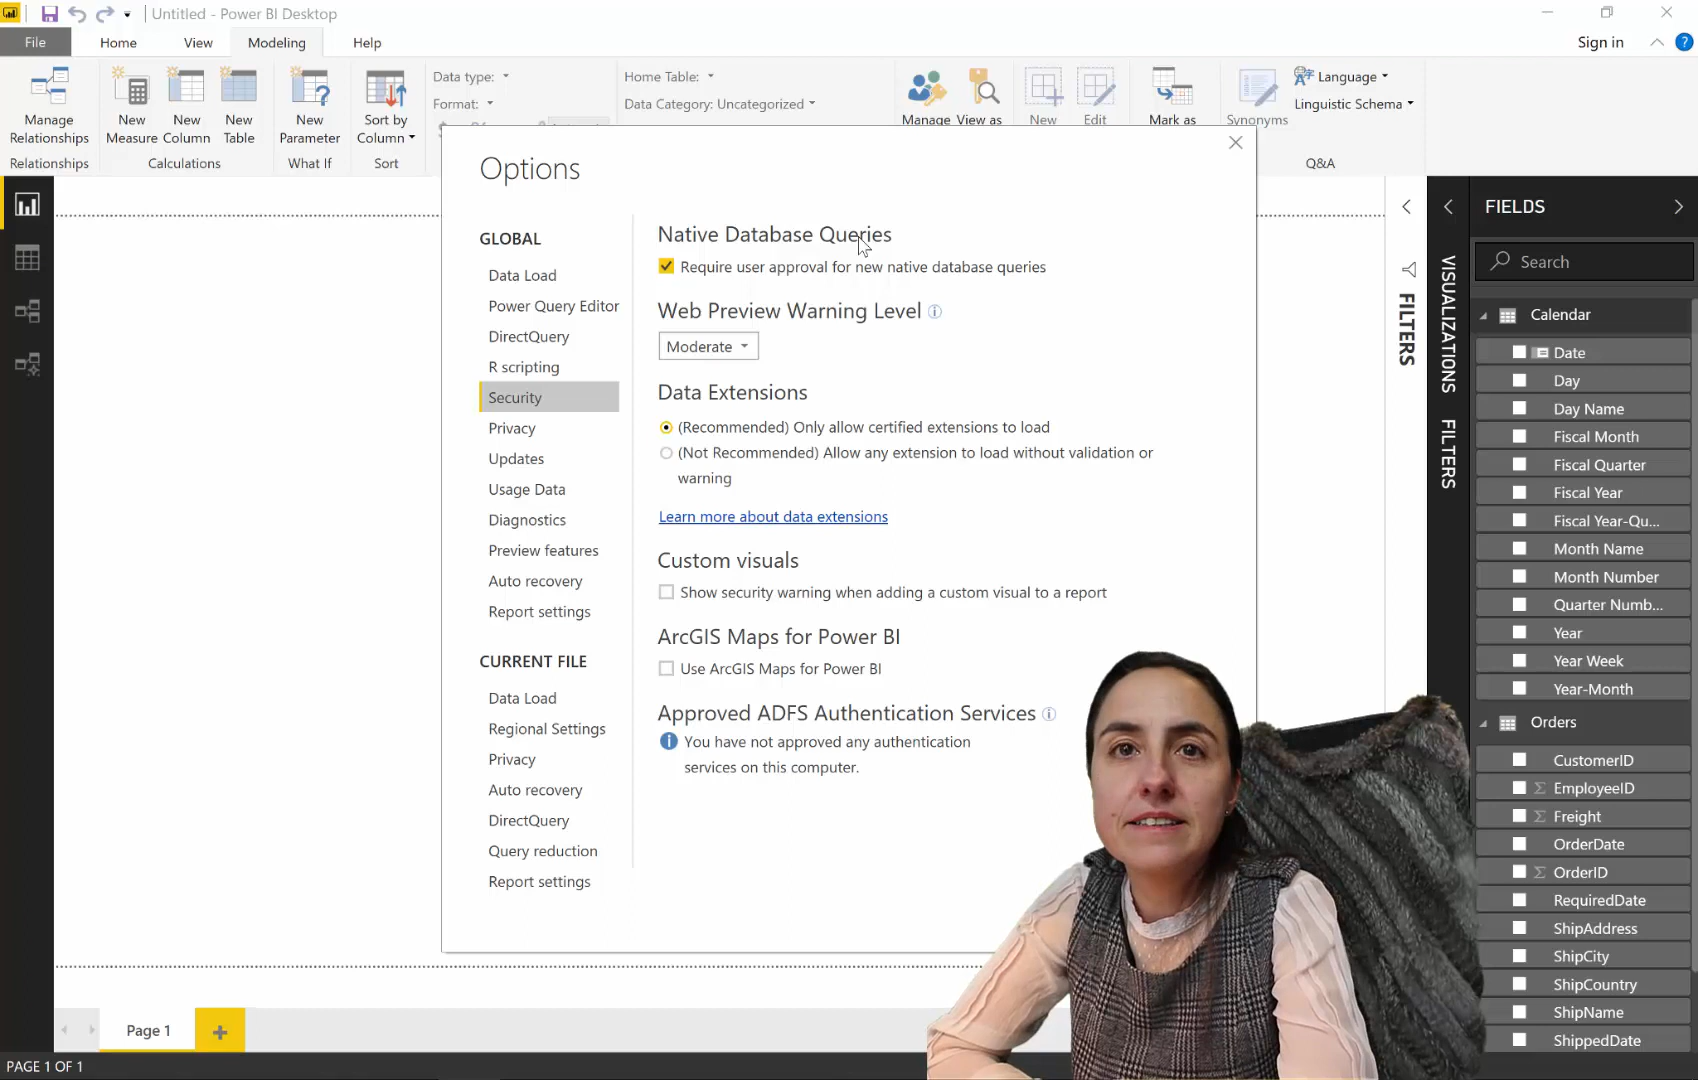 Untitled - Power BI Desktop
File
Home
View
Modeling
Help
Sign in
Manage
Relationships
New
Measure
New
Column
New
Table
New
Parameter
Sort by
Column
Data type:
Format:
Home Table:
Data Category: Uncategorized
Manage
View as
New
Edit
Mark as
Synonyms
Language
Linguistic Schema
Relationships
Calculations
What If
Sort
Q&A
Options
GLOBAL
Data Load
Power Query Editor
DirectQuery
R scripting
Security
Privacy
Updates
Usage Data
Diagnostics
Preview features
Auto recovery
Report settings
CURRENT FILE
Data Load
Regional Settings
Privacy
Auto recovery
DirectQuery
Query reduction
Report settings
Native Database Queries
Require user approval for new native database queries
Web Preview Warning Level
Moderate
Data Extensions
(Recommended) Only allow certified extensions to load
(Not Recommended) Allow any extension to load without validation or
warning
Learn more about data extensions
Custom visuals
Show security warning when adding a custom visual to a report
ArcGIS Maps for Power BI
Use ArcGIS Maps for Power BI
Approved ADFS Authentication Services
You have not approved any authentication
services on this computer.
FILTERS
VISUALIZATIONS
FILTERS
FIELDS
Search
Calendar
Date
Day
Day Name
Fiscal Month
Fiscal Quarter
Fiscal Year
Fiscal Year-Qu...
Month Name
Month Number
Quarter Numb...
Year
Year Week
Year-Month
Orders
CustomerID
EmployeeID
Freight
OrderDate
OrderID
RequiredDate
ShipAddress
ShipCity
ShipCountry
ShipName
ShippedDate
Page 1
PAGE 1 OF 1